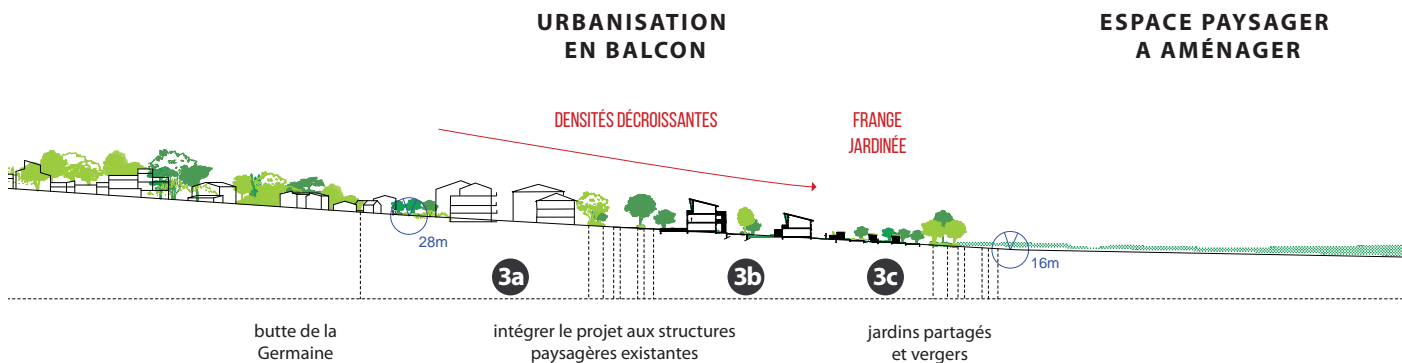 URBANISATION
EN BALCON
ESPACE PAYSAGER
A AMÉNAGER
DENSITÉS DÉCROISSANTES
FRANGE
JARDINÉE
28m
16m
3a
3b
3c
butte de la
Germaine
intégrer le projet aux structures
paysagères existantes
jardins partagés
et vergers